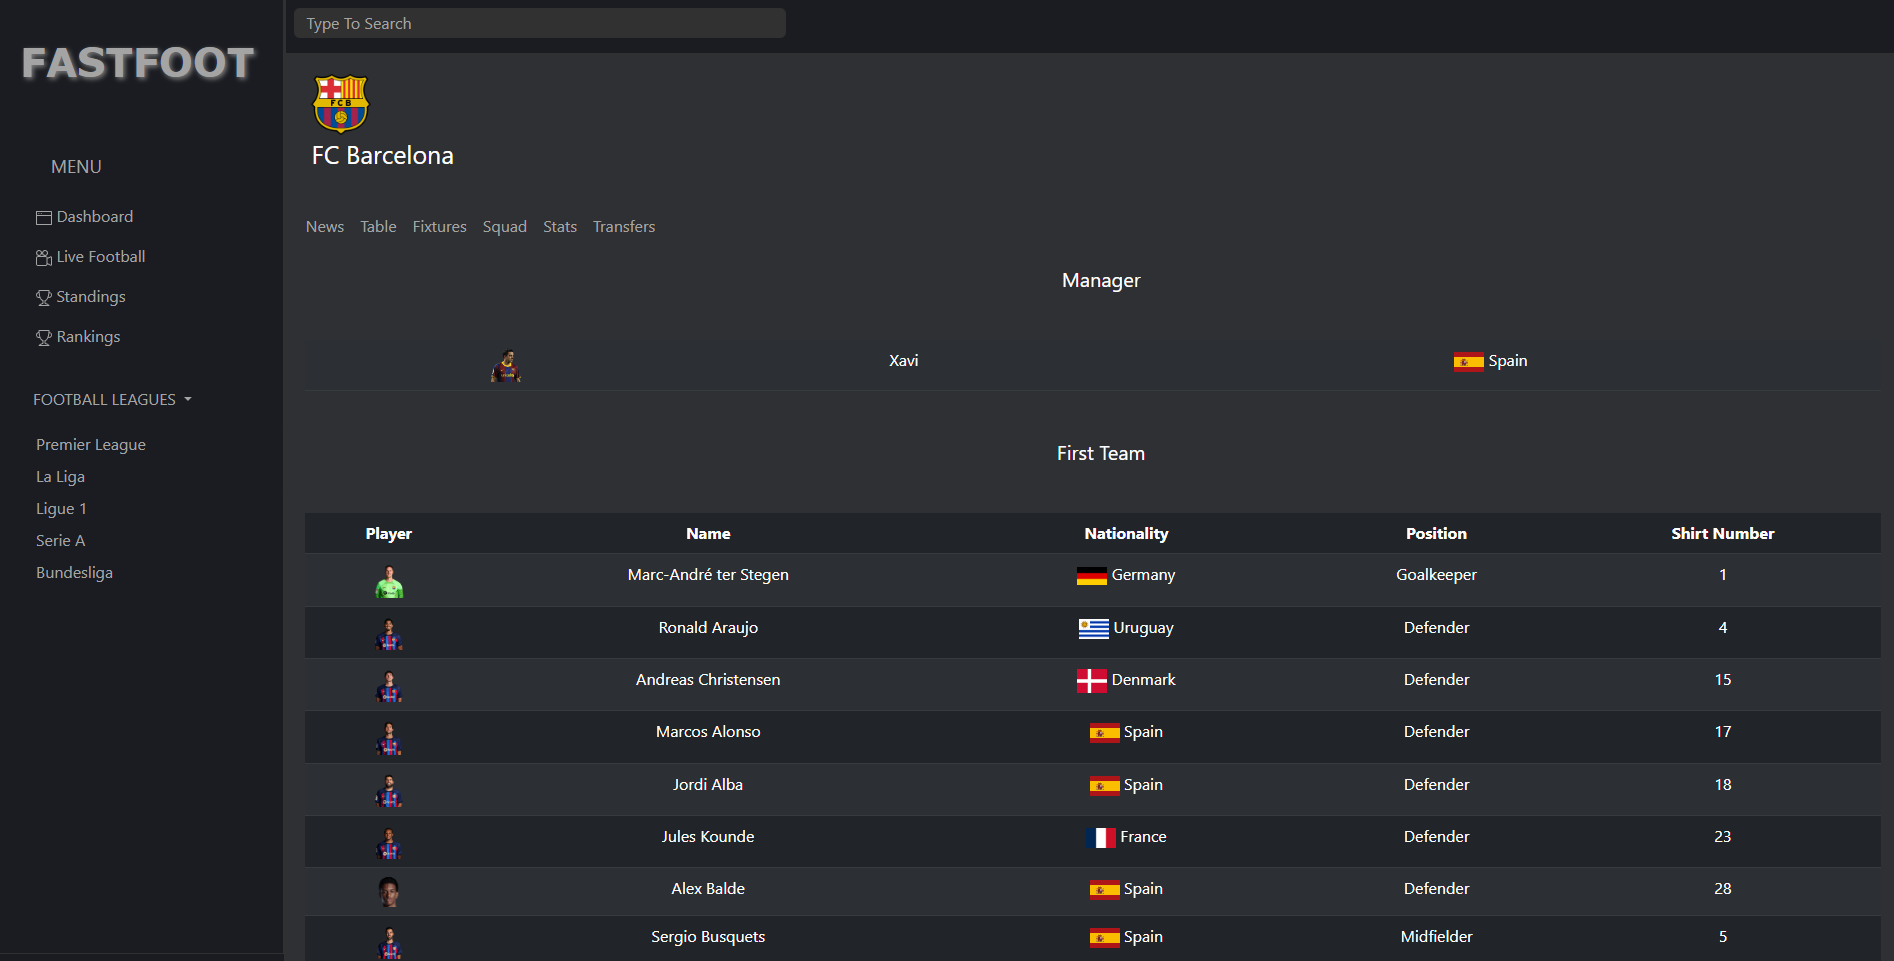 FASTFOOT
Type To Search
FCB
FC Barcelona
MENU
Dashboard
Live Football
Standings
Rankings
FOOTBALL LEAGUES
Premier League
La Liga
Ligue 1
Serie A
Bundesliga
News Table Fixtures Squad Stats Transfers
Manager
Xavi Spain
First Team
Player Name Nationality Position Shirt Number
Marc-André ter Stegen Germany Goalkeeper 1
Ronald Araujo Uruguay Defender 4
Andreas Christensen Denmark Defender 15
Marcos Alonso Spain Defender 17
Jordi Alba Spain Defender 18
Jules Kounde France Defender 23
Alex Balde Spain Defender 28
Sergio Busquets Spain Midfielder 5